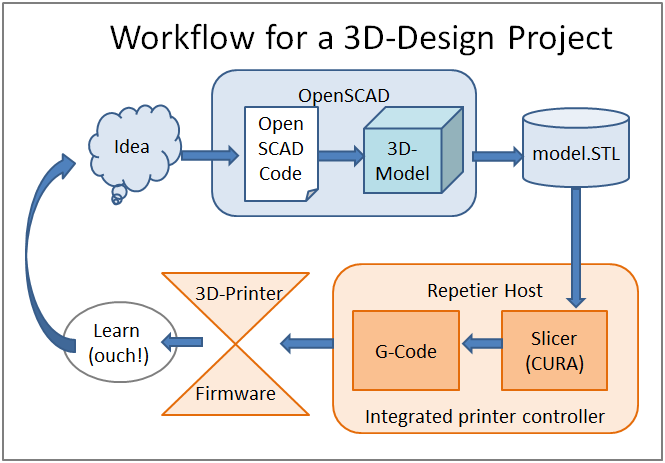 Workflow for a 3D-Design Project
OpenSCAD
Idea
Open
SCAD
Code
3D-
Model
model.STL
Repetier Host
Slicer
(CURA)
G-Code
Integrated printer controller
3D-Printer
Firmware
Learn
(ouch!)